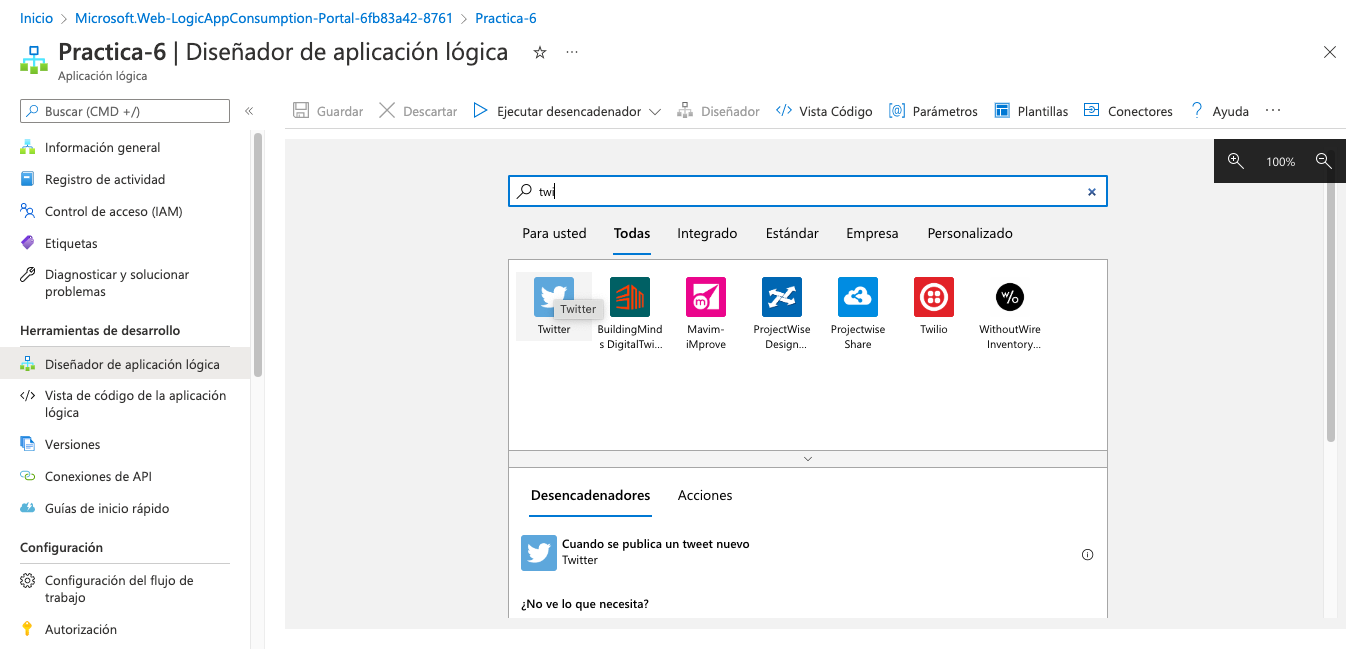 Inicio > Microsoft.Web-LogicAppConsumption-Portal-6fb83a42-8761 > Practica-6
Practica-6 | Diseñador de aplicación lógica
Aplicación lógica
Buscar (CMD +/)
Guardar Descartar Ejecutar desencadenador Diseñador Vista Código Parámetros Plantillas Conectores Ayuda
Información general
Registro de actividad
Control de acceso (IAM)
Etiquetas
Diagnosticar y solucionar
problemas
Herramientas de desarrollo
Diseñador de aplicación lógica
Vista de código de la aplicación
lógica
Versiones
Conexiones de API
Guías de inicio rápido
Configuración
Configuración del flujo de
trabajo
Autorización
100%
twi
Para usted Todas Integrado Estándar Empresa Personalizado
Twitter
Twitter
BuildingMind
s DigitalTwi...
Mavim-
iMprove
ProjectWise
Design...
Projectwise
Share
Twilio
w/o
WithoutWire
Inventory...
Desencadenadores Acciones
Cuando se publica un tweet nuevo
Twitter
¿No ve lo que necesita?